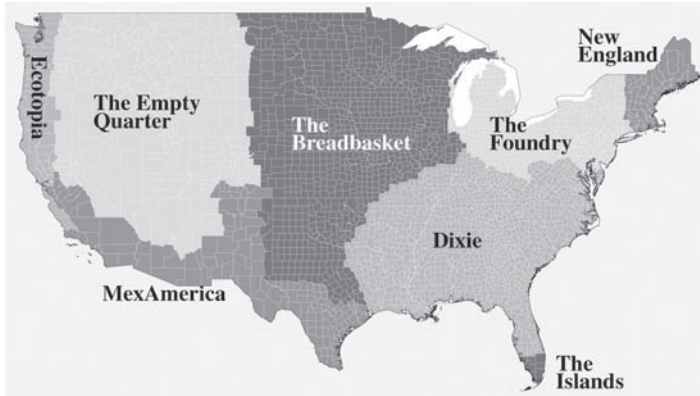 New
England
Ecotopia
The Empty
Quarter
The
Breadbasket
The
Foundry
Dixie
MexAmerica
The
Islands